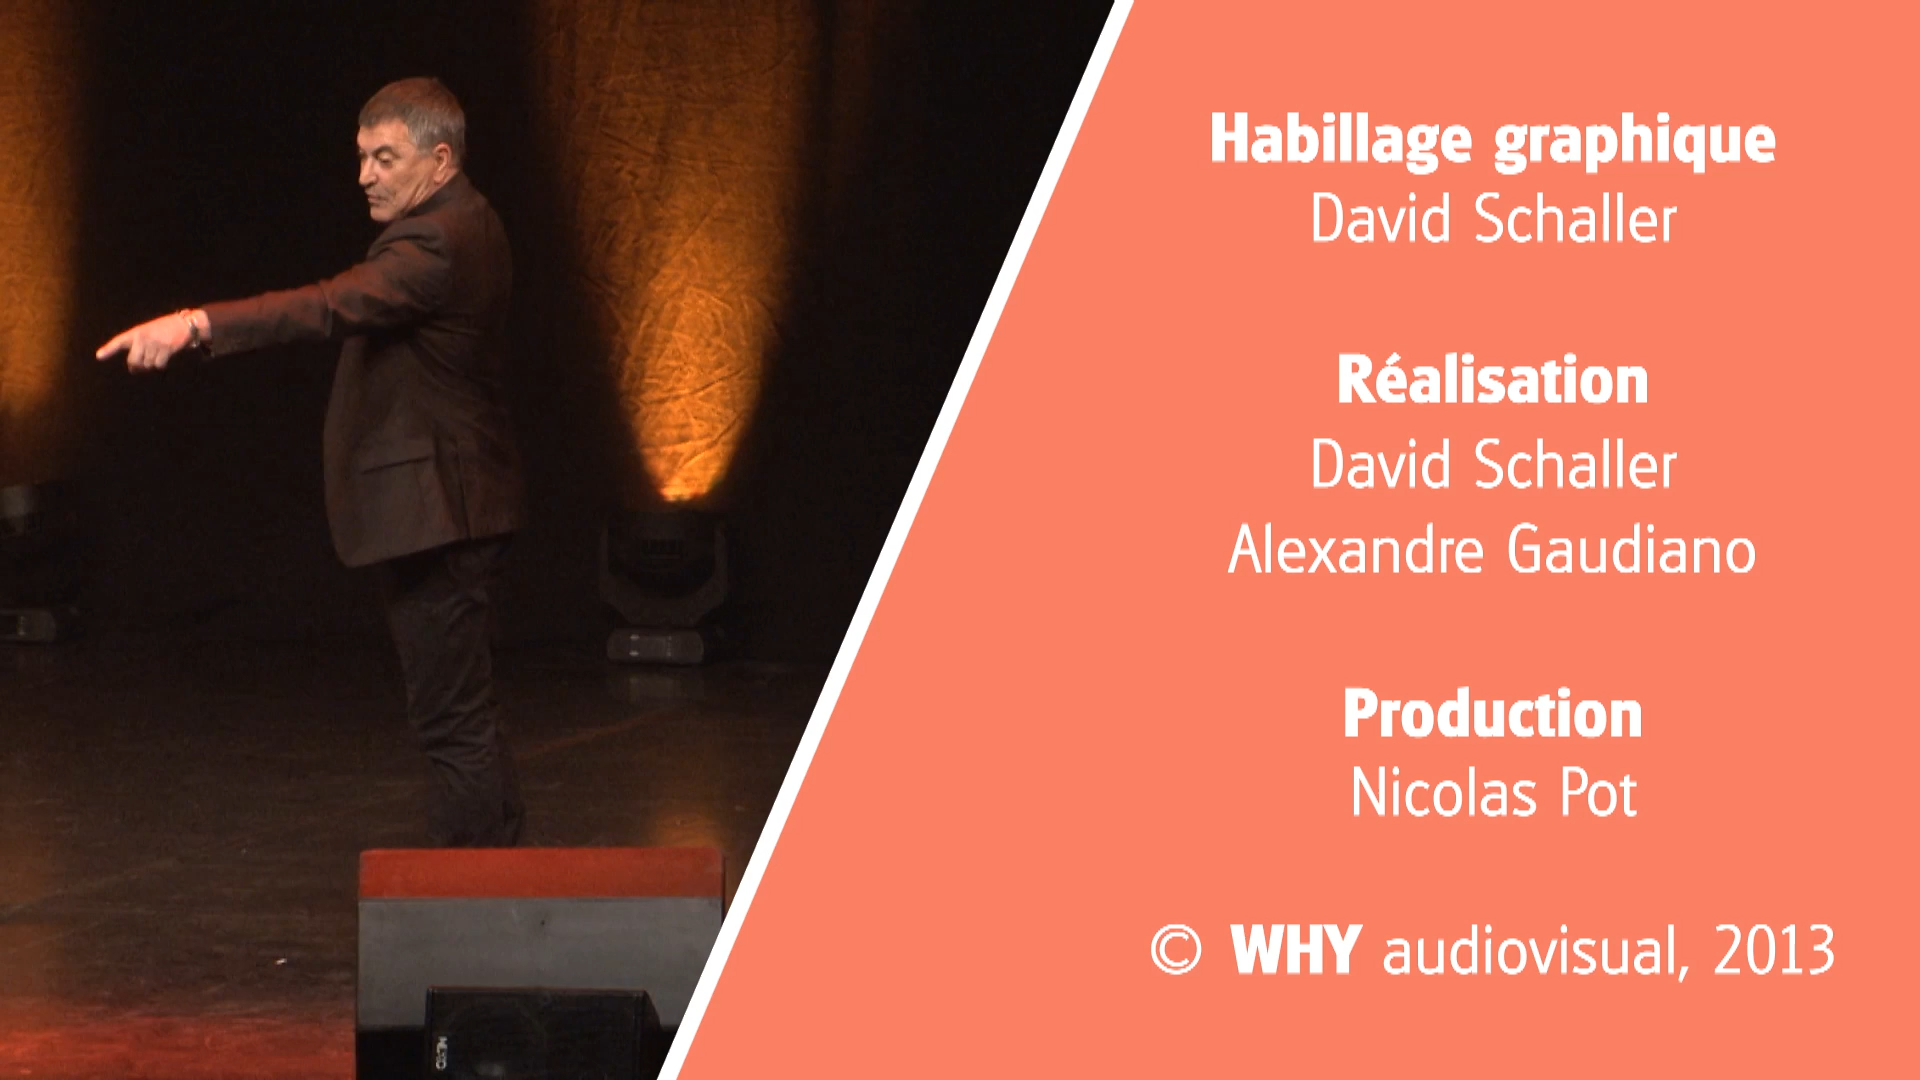 Habillage graphique
David Schaller
Réalisation
David Schaller
Alexandre Gaudiano
Production
Nicolas Pot
© WHY audiovisual, 2013